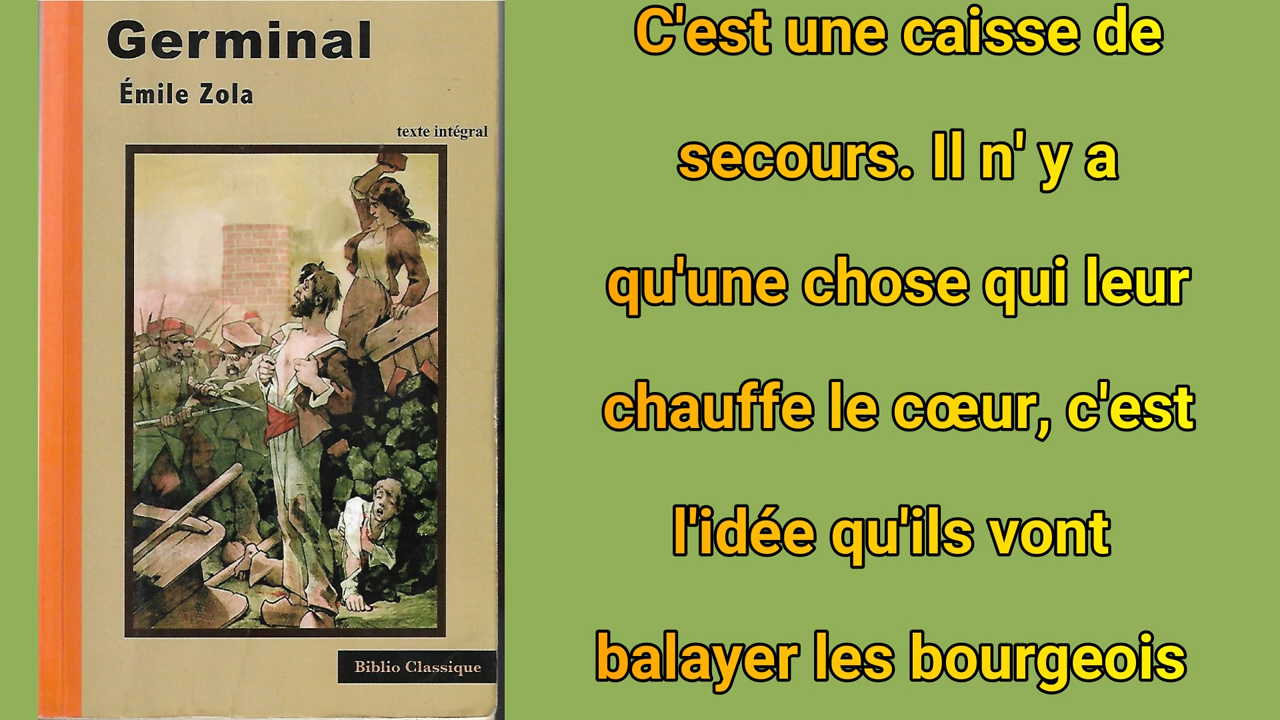 Germinal
Émile Zola
texte intégral
Biblio Classique
C'est une caisse de
secours. Il n' y a
qu'une chose qui leur
chauffe le cœur, c'est
l'idée qu'ils vont
balayer les bourgeois